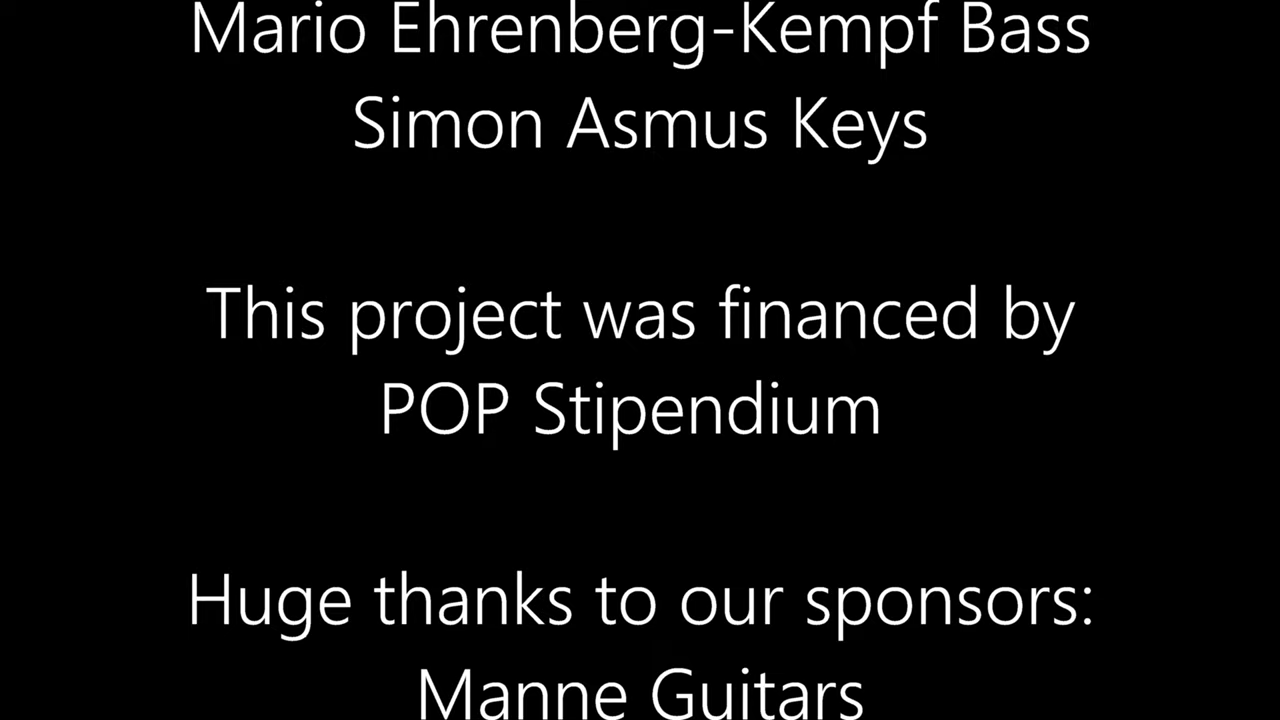 Mario Ehrenberg-Kempf Bass
Simon Asmus Keys
This project was financed by
POP Stipendium
Huge thanks to our sponsors:
Manne Guitars